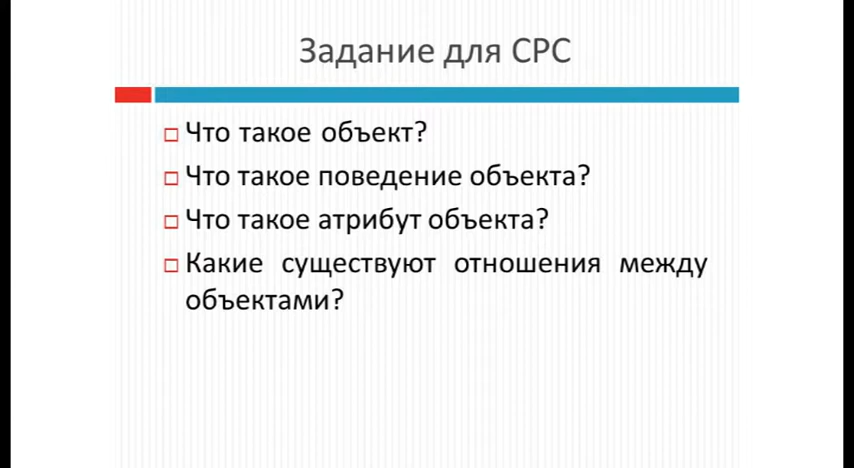 Задание для СРС
Что такое объект?
Что такое поведение объекта?
Что такое атрибут объекта?
Какие существуют отношения между
объектами?